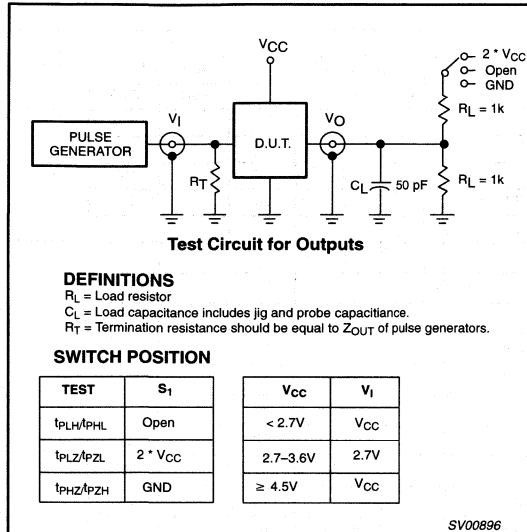 VCC
2 * VCC
Open
GND
RL = 1k
VI
VO
PULSE
GENERATOR
D.U.T.
RT
CL
50 pF
RL = 1k
Test Circuit for Outputs
DEFINITIONS
RL = Load resistor
CL = Load capacitance includes jig and probe capacitiance.
RT = Termination resistance should be equal to ZOUT of pulse generators.
SWITCH POSITION
TEST S1
tPLH/tPHL Open
tPLZ/tPZL 2 * VCC
tPHZ/tPZH GND
VCC VI
< 2.7V VCC
2.7–3.6V 2.7V
≥ 4.5V VCC
SV00896